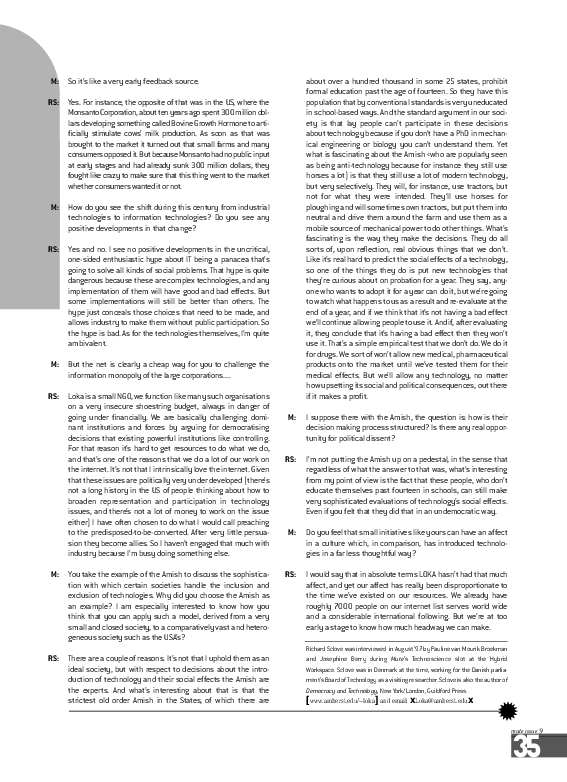 M: So it's like a very early feedback source.
RS: Yes. For instance, the opposite of that was in the US, where the
Monsanto Corporation, about ten years ago spent 300 million dol-
lars developing something called Bovine Growth Hormone to arti-
ficially stimulate cows' milk production. As soon as that was
brought to the market it turned out that small farms and many
consumers opposed it. But because Monsanto had no public input
at early stages and had already sunk 300 million dollars, they
fought like crazy to make sure that this thing went to the market
whether consumers wanted it or not.
M: How do you see the shift during this century from industrial
technologies to information technologies? Do you see any
positive developments in that change?
RS: Yes and no. I see no positive developments in the uncritical,
one-sided enthusiastic hype about IT being a panacea that's
going to solve all kinds of social problems. That hype is quite
dangerous because these are complex technologies, and any
implementation of them will have good and bad effects. But
some implementations will still be better than others. The
hype just conceals those choices that need to be made, and
allows industry to make them without public participation. So
the hype is bad. As for the technologies themselves, I'm quite
ambivalent.
M: But the net is clearly a cheap way for you to challenge the
information monopoly of the large corporations....
RS: Loka is a small NGO, we function like many such organisations
on a very insecure shoestring budget, always in danger of
going under financially. We are basically challenging domi-
nant institutions and forces by arguing for democratising
decisions that existing powerful institutions like controlling.
For that reason it's hard to get resources to do what we do,
and that's one of the reasons that we do a lot of our work on
the internet. It's not that I intrinsically love the internet. Given
that these issues are politically very under developed (there's
not a long history in the US of people thinking about how to
broaden representation and participation in technology
issues, and there's not a lot of money to work on the issue
either) I have often chosen to do what I would call preaching
to the predisposed-to-be-converted. After very little persua-
sion they become allies. So I haven't engaged that much with
industry because I'm busy doing something else.
M: You take the example of the Amish to discuss the sophistica-
tion with which certain societies handle the inclusion and
exclusion of technologies. Why did you choose the Amish as
an example? I am especially interested to know how you
think that you can apply such a model, derived from a very
small and closed society, to a comparatively vast and hetero-
geneous society such as the USA's?
RS: There are a couple of reasons. It's not that I uphold them as an
ideal society, but with respect to decisions about the intro-
duction of technology and their social effects the Amish are
the experts. And what's interesting about that is that the
strictest old order Amish in the States, of which there are
about over a hundred thousand in some 25 states, prohibit
formal education past the age of fourteen. So they have this
population that by conventional standards is very uneducated
in school-based ways. And the standard argument in our soci-
ety is that lay people can't participate in these decisions
about technology because if you don't have a PhD in mechan-
ical engineering or biology you can't understand them. Yet
what is fascinating about the Amish -who are popularly seen
as being anti-technology because for instance they still use
horses a lot) is that they still use a lot of modern technology,
but very selectively. They will, for instance, use tractors, but
not for what they were intended. They'll use horses for
ploughing and will sometimes own tractors, but put them into
neutral and drive them around the farm and use them as a
mobile source of mechanical power to do other things. What's
fascinating is the way they make the decisions. They do all
sorts of, upon reflection, real obvious things that we don't.
Like it's real hard to predict the social effects of a technology,
so one of the things they do is put new technologies that
they're curious about on probation for a year. They say, any-
one who wants to adopt it for a year can do it, but we're going
to watch what happens to us as a result and re-evaluate at the
end of a year, and if we think that it's not having a bad effect
we'll continue allowing people to use it. And if, after evaluating
it, they conclude that it's having a bad effect then they won't
use it. That's a simple empirical test that we don't do. We do it
for drugs. We sort of won't allow new medical, pharmaceutical
products onto the market until we've tested them for their
medical effects. But we'll allow any technology, no matter
how upsetting its social and political consequences, out there
if it makes a profit.
M: I suppose there with the Amish, the question is; how is their
decision making process structured? Is there any real oppor-
tunity for political dissent?
RS: I'm not putting the Amish up on a pedestal, in the sense that
regardless of what the answer to that was, what's interesting
from my point of view is the fact that these people, who don't
educate themselves past fourteen in schools, can still make
very sophisticated evaluations of technology's social effects.
Even if you felt that they did that in an undemocratic way.
M: Do you feel that small initiatives like yours can have an affect
in a culture which, in comparison, has introduced technolo-
gies in a far less thoughtful way?
RS: I would say that in absolute terms LOKA hasn't had that much
affect, and yet our affect has really been disproportionate to
the time we've existed on our resources. We already have
roughly 7000 people on our internet list serves world wide
and a considerable international following. But we're at too
early a stage to know how much headway we can make.
Richard Sclove was interviewed in August '97 by Pauline van Mourik Broekman
and Josephine Berry during Mute's Technoscience slot at the Hybrid
Workspace. Sclove was in Denmark at the time, working for the Danish parlia-
ment's Board of Technology as a visiting researcher. Sclove is also the author of
Democracy and Technology, New York/London, Guildford Press.
[www.amherst.edu/~loka] and email: XLoka@amherst.eduX
mute issue 9
35